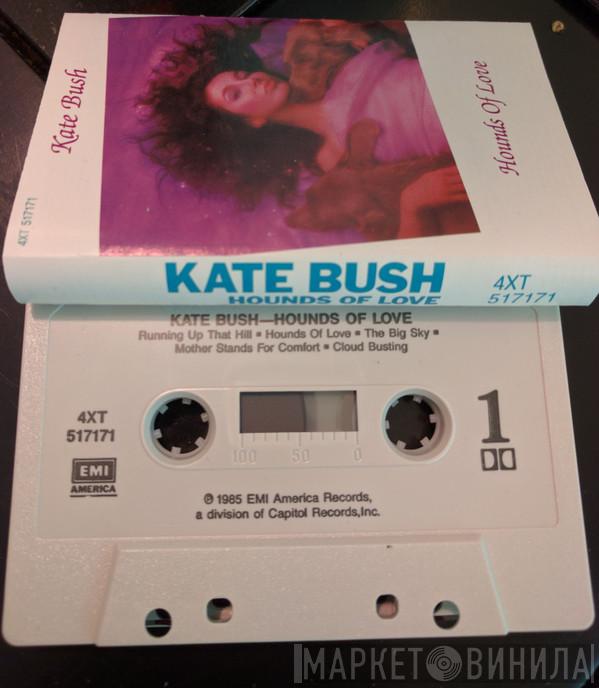 Kate Bush
Hounds Of Love
4XT 517171
KATE BUSH
HOUNDS OF LOVE
4XT
517171
KATE BUSH—HOUNDS OF LOVE
Running Up That Hill ▪ Hounds Of Love ▪ The Big Sky ▪
Mother Stands For Comfort ▪ Cloud Busting
4XT
517171
EMI
AMERICA
1
100 50 0
℗ 1985 EMI America Records,
a division of Capitol Records,Inc.
МАРКЕТ ВИНИЛА